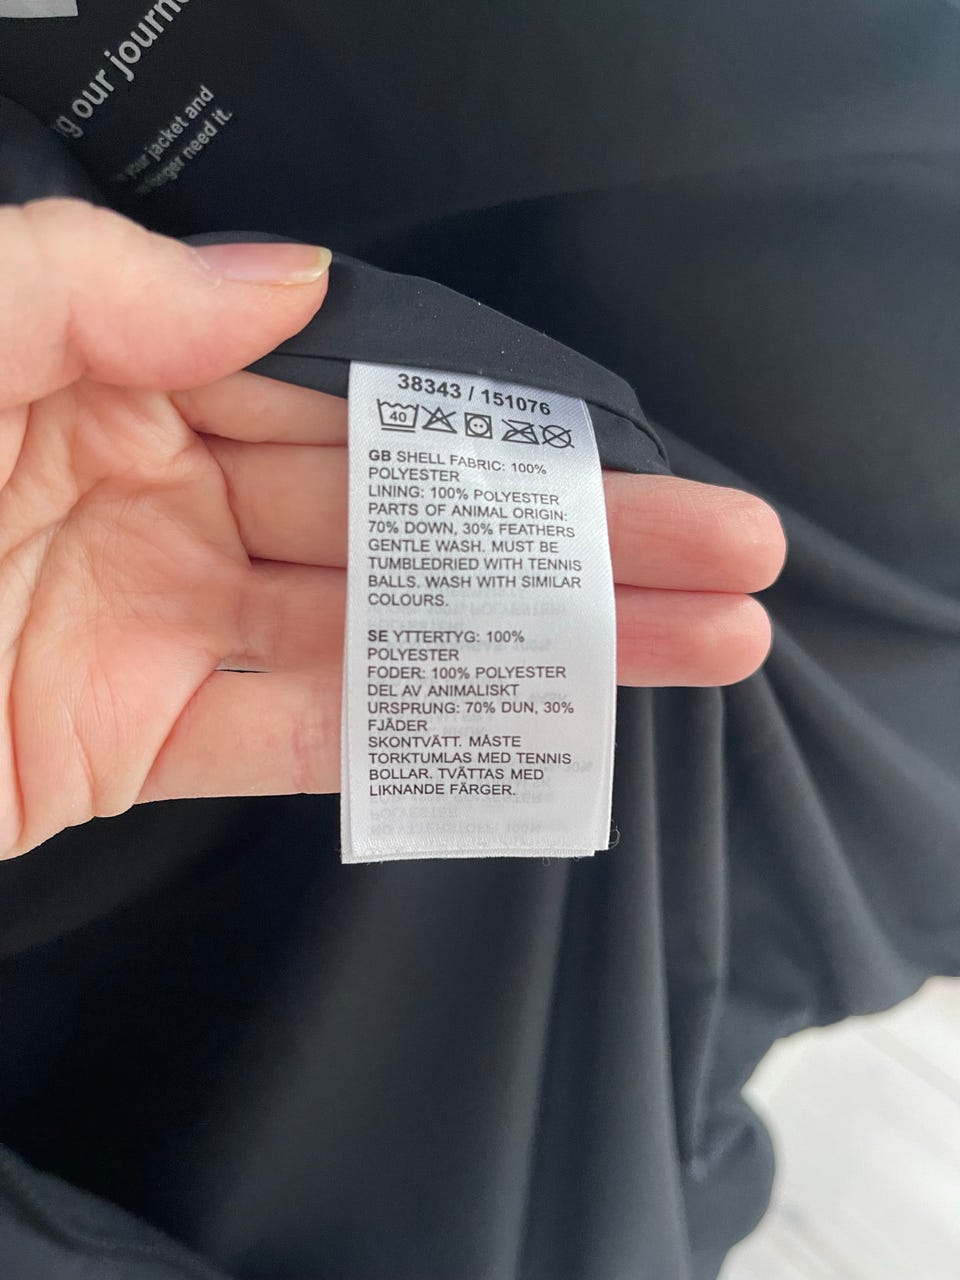 g our journ
your jacket and
nger need it.
38343 / 151076
40
GB SHELL FABRIC: 100%
POLYESTER
LINING: 100% POLYESTER
PARTS OF ANIMAL ORIGIN:
70% DOWN, 30% FEATHERS
GENTLE WASH. MUST BE
TUMBLEDRIED WITH TENNIS
BALLS. WASH WITH SIMILAR
COLOURS.
SE YTTERTYG: 100%
POLYESTER
FODER: 100% POLYESTER
DEL AV ANIMALISKT
URSPRUNG: 70% DUN, 30%
FJÄDER
SKONTVÄTT. MÅSTE
TORKTUMLAS MED TENNIS
BOLLAR. TVÄTTAS MED
LIKNANDE FÄRGER.